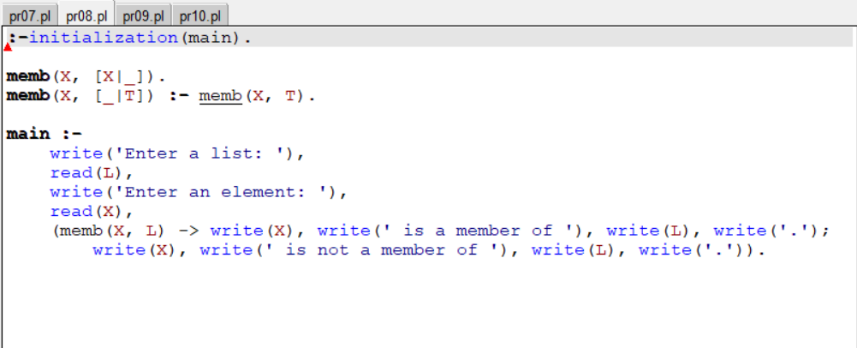 pr07.pl pr08.pl pr09.pl pr10.pl
:-initialization(main).
memb(X, [X|_]).
memb(X, [_|T]) :- memb(X, T).
main :-
    write('Enter a list: '),
    read(L),
    write('Enter an element: '),
    read(X),
    (memb(X, L) -> write(X), write(' is a member of '), write(L), write('.');
        write(X), write(' is not a member of '), write(L), write('.')).